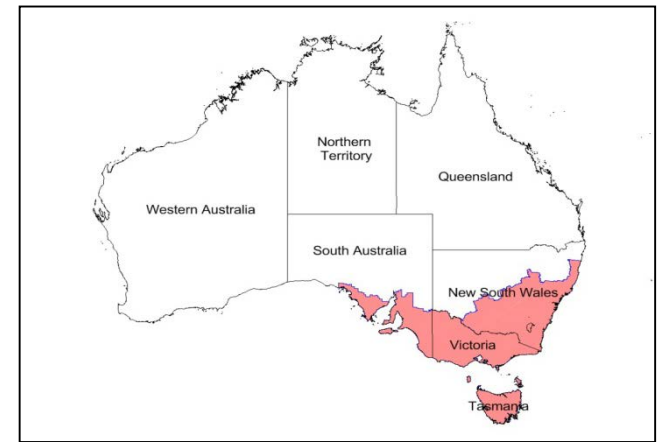 Northern
Territory
Queensland
Western Australia
South Australia
New South Wales
Victoria
Tasmania